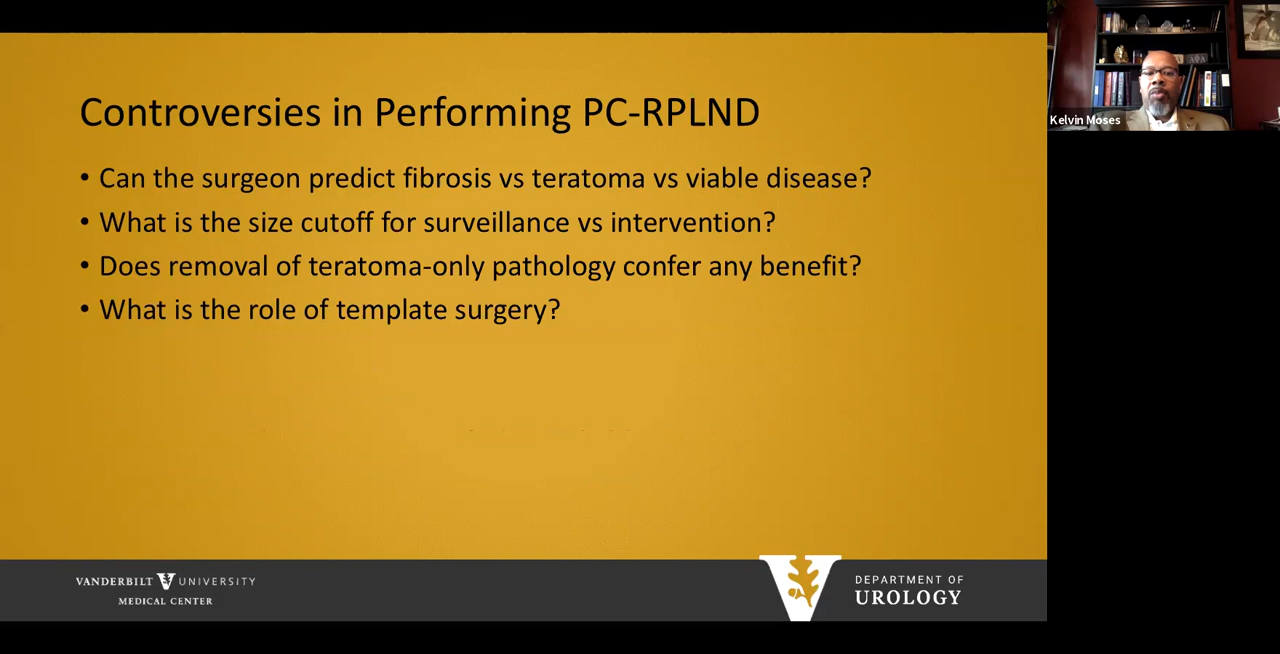 Controversies in Performing PC-RPLND
• Can the surgeon predict fibrosis vs teratoma vs viable disease?
• What is the size cutoff for surveillance vs intervention?
• Does removal of teratoma-only pathology confer any benefit?
• What is the role of template surgery?
VANDERBILT UNIVERSITY
MEDICAL CENTER
DEPARTMENT OF
UROLOGY
Kelvin Moses